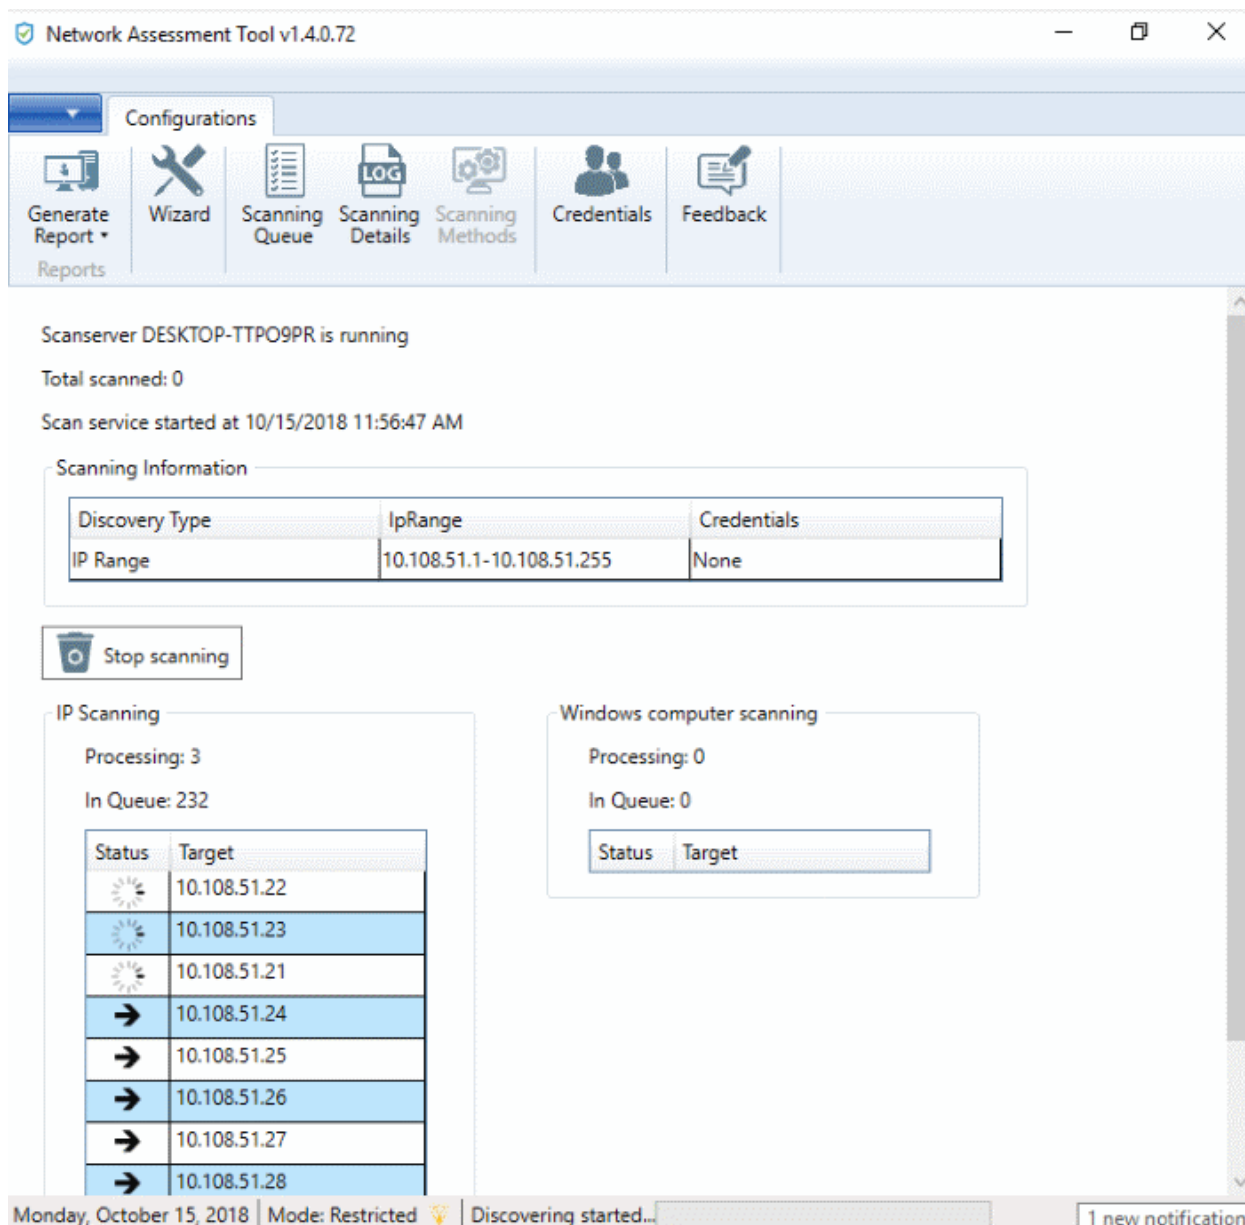 Network Assessment Tool v1.4.0.72
Configurations
Generate Report
Wizard
Scanning Queue
LOG
Scanning Details
Scanning Methods
Credentials
Feedback
Reports
Scanserver DESKTOP-TTPO9PR is running
Total scanned: 0
Scan service started at 10/15/2018 11:56:47 AM
Scanning Information
Discovery Type IpRange Credentials
IP Range 10.108.51.1-10.108.51.255 None
Stop scanning
IP Scanning
Processing: 3
In Queue: 232
Status Target
10.108.51.22
10.108.51.23
10.108.51.21
10.108.51.24
10.108.51.25
10.108.51.26
10.108.51.27
10.108.51.28
Windows computer scanning
Processing: 0
In Queue: 0
Status Target
Monday, October 15, 2018 Mode: Restricted Discovering started... 1 new notification